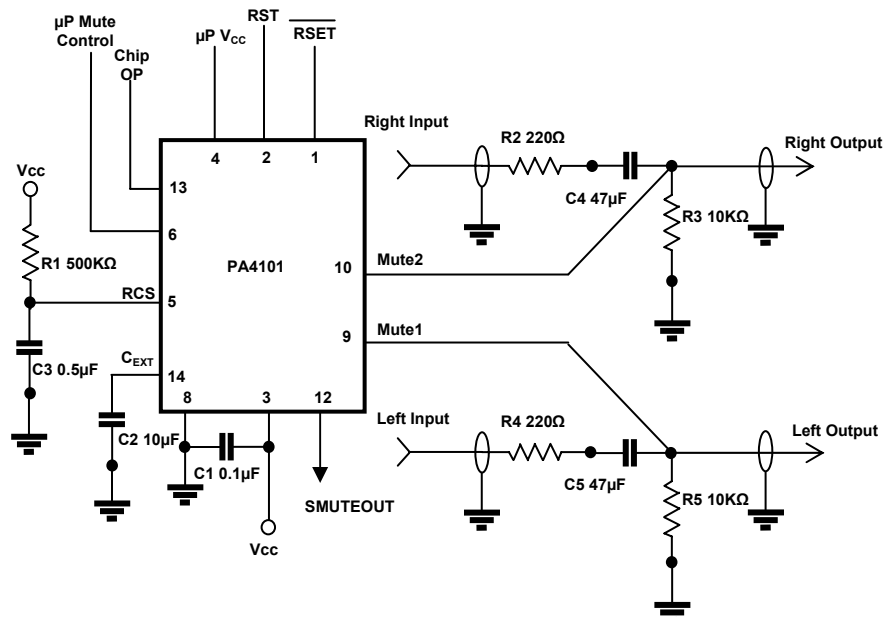 µP Mute
Control
Chip
OP
µP VCC
RST
RSET
Right Input
R2 220Ω
C4 47µF
Right Output
R3 10KΩ
Vcc
R1 500KΩ
RCS
C3 0.5µF
CEXT
C2 10µF
4
2
1
13
6
5
14
PA4101
10
9
8
3
12
Mute2
Mute1
C1 0.1µF
Vcc
SMUTEOUT
Left Input
R4 220Ω
C5 47µF
Left Output
R5 10KΩ